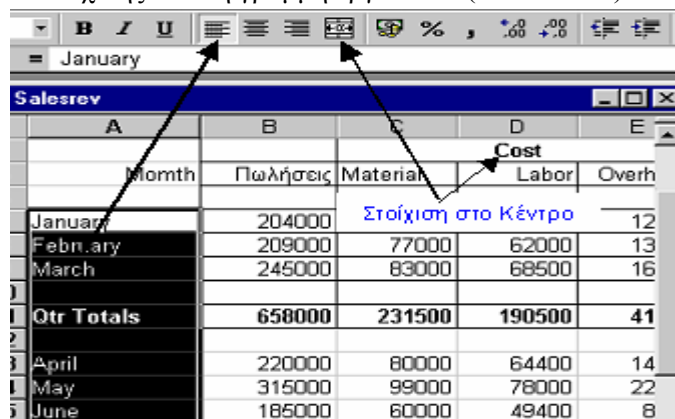 B I U % ,
= January
Salesrev
A B C D E
Cost
Momth Πωλήσεις Material Labor Overh
January 204000 Στοίχιση στο Κέντρο 12
February 209000 77000 62000 13
March 245000 83000 68500 16
Qtr Totals 658000 231500 190500 41
April 220000 80000 64400 14
May 315000 99000 78000 22
June 185000 60000 49400 8